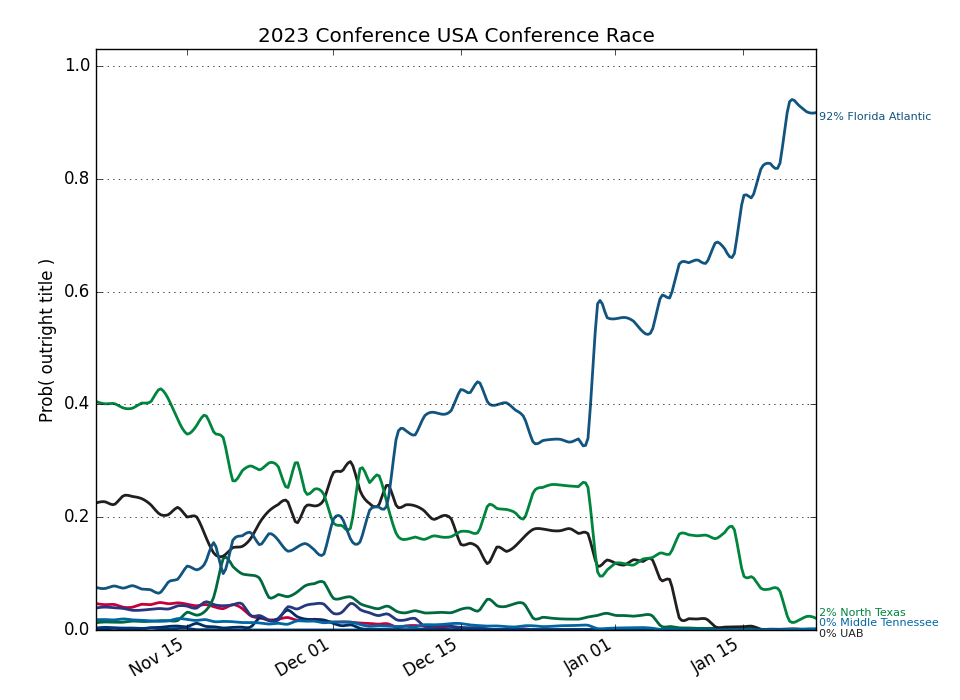 2023 Conference USA Conference Race
Prob( outright title )
1.0
0.8
0.6
0.4
0.2
0.0
Nov 15
Dec 01
Dec 15
Jan 01
Jan 15
92% Florida Atlantic
2% North Texas
0% Middle Tennessee
0% UAB